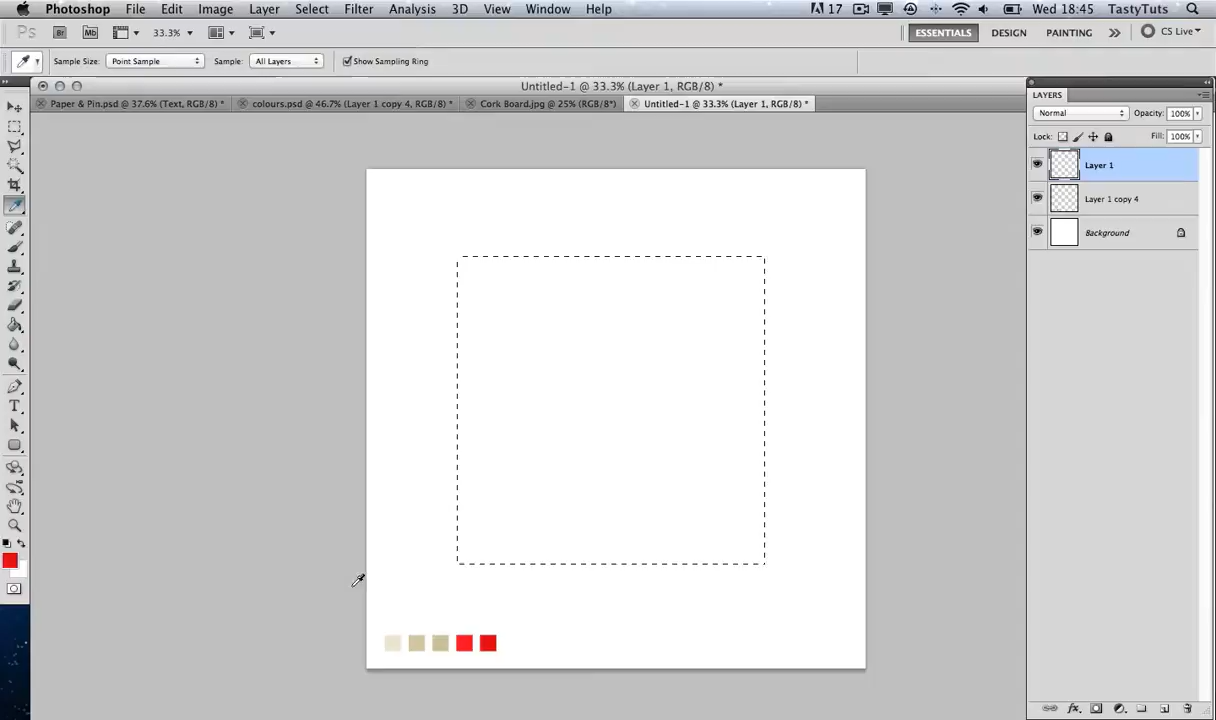 Photoshop File Edit Image Layer Select Filter Analysis 3D View Window Help 17 Wed 18:45 TastyTuts
Ps Br Mb 33.3% ESSENTIALS DESIGN PAINTING >> CS Live
Sample Size: Point Sample Sample: All Layers Show Sampling Ring
Untitled-1 @ 33.3% (Layer 1, RGB/8) *
Paper & Pin.psd @ 37.6% (Text, RGB/8) * colours.psd @ 46.7% (Layer 1 copy 4, RGB/8) * Cork Board.jpg @ 25% (RGB/8*) Untitled-1 @ 33.3% (Layer 1, RGB/8) *
LAYERS
Normal Opacity: 100%
Lock: Fill: 100%
Layer 1
Layer 1 copy 4
Background
T
fx